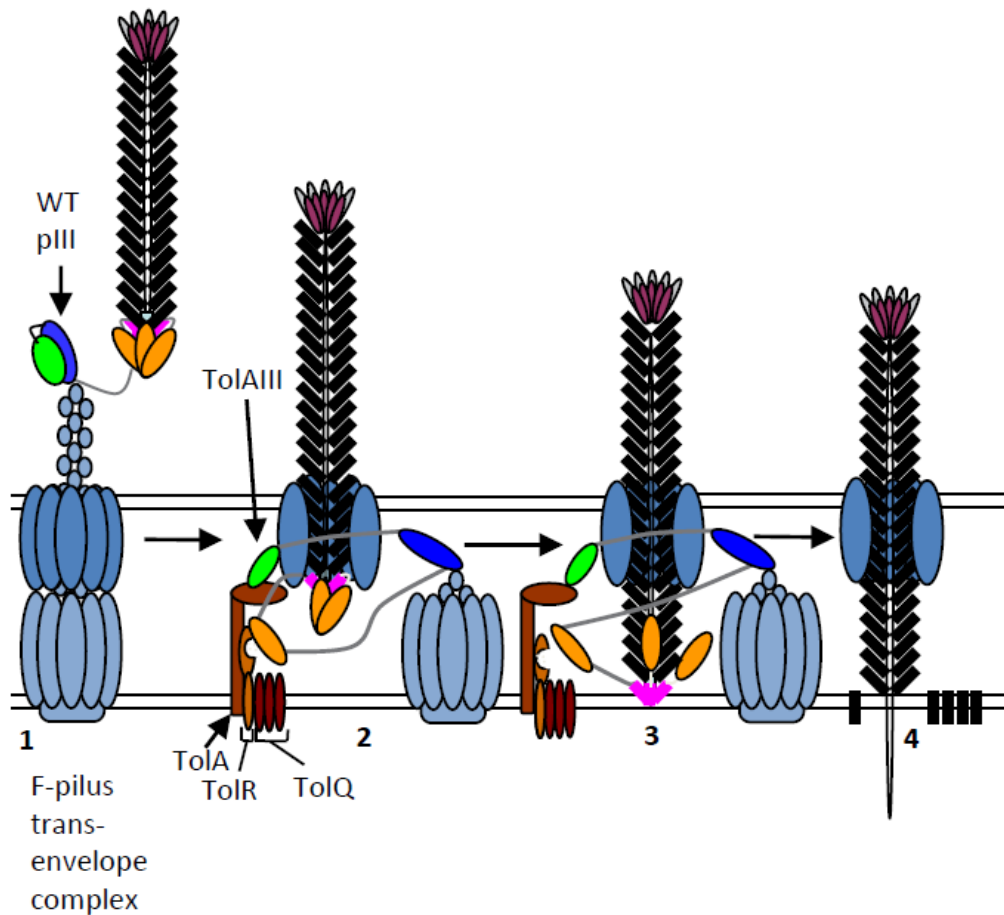 WT
pIII
TolAIII
1
2
3
4
TolA
TolR
TolQ
F-pilus
trans-
envelope
complex